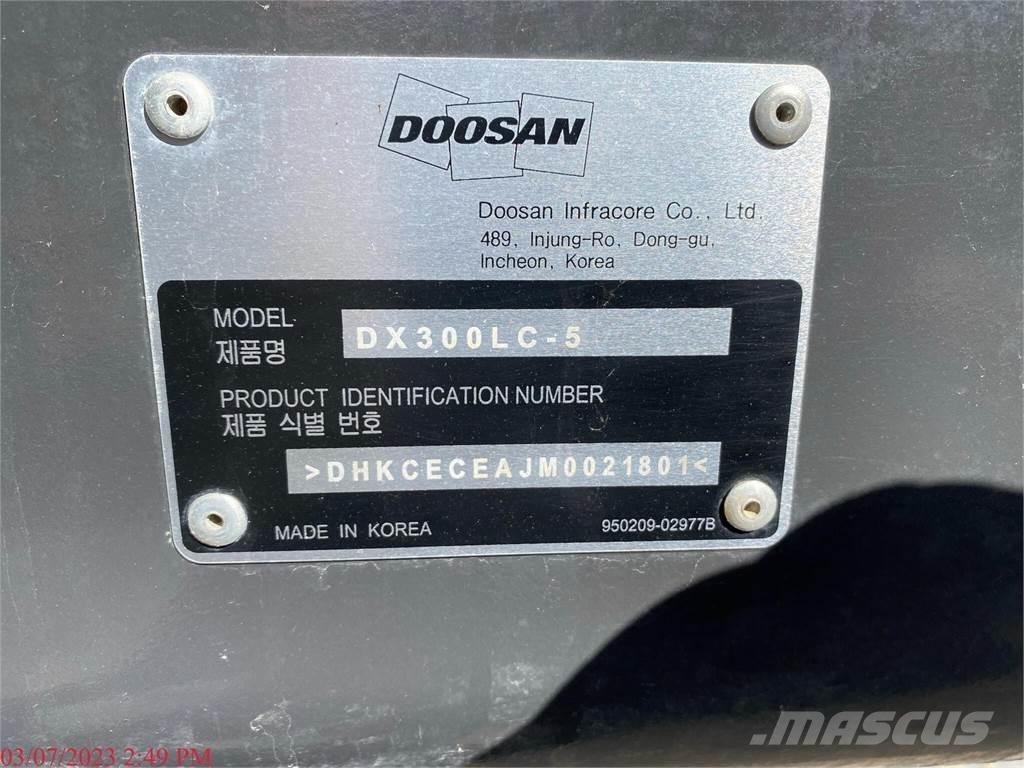 DOOSAN
Doosan Infracore Co., Ltd.
489, Injung-Ro, Dong-gu,
Incheon, Korea
MODEL
제품명
DX300LC-5
PRODUCT IDENTIFICATION NUMBER
제품 식별 번호
>DHKCECEAJM0021801<
MADE IN KOREA
950209-02977B
MASCUS
03/07/2023 2:49 PM